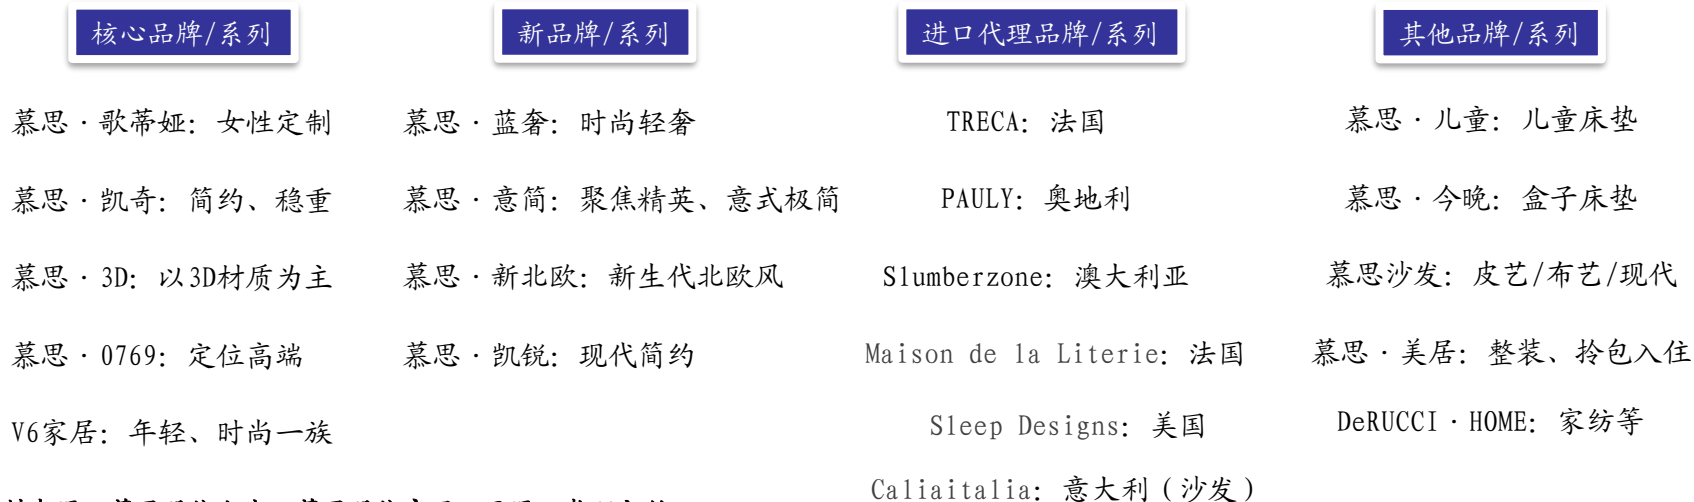 核心品牌/系列
慕思·歌蒂娅：女性定制
慕思·凯奇：简约、稳重
慕思·3D：以3D材质为主
慕思·0769：定位高端
V6家居：年轻、时尚一族
新品牌/系列
慕思·蓝奢：时尚轻奢
慕思·意简：聚焦精英、意式极简
慕思·新北欧：新生代北欧风
慕思·凯锐：现代简约
进口代理品牌/系列
TRECA：法国
PAULY：奥地利
Slumberzone：澳大利亚
Maison de la Literie：法国
Sleep Designs：美国
Caliaitalia：意大利（沙发）
其他品牌/系列
慕思·儿童：儿童床垫
慕思·今晚：盒子床垫
慕思沙发：皮艺/布艺/现代
慕思·美居：整装、拎包入住
DeRUCCI·HOME：家纺等